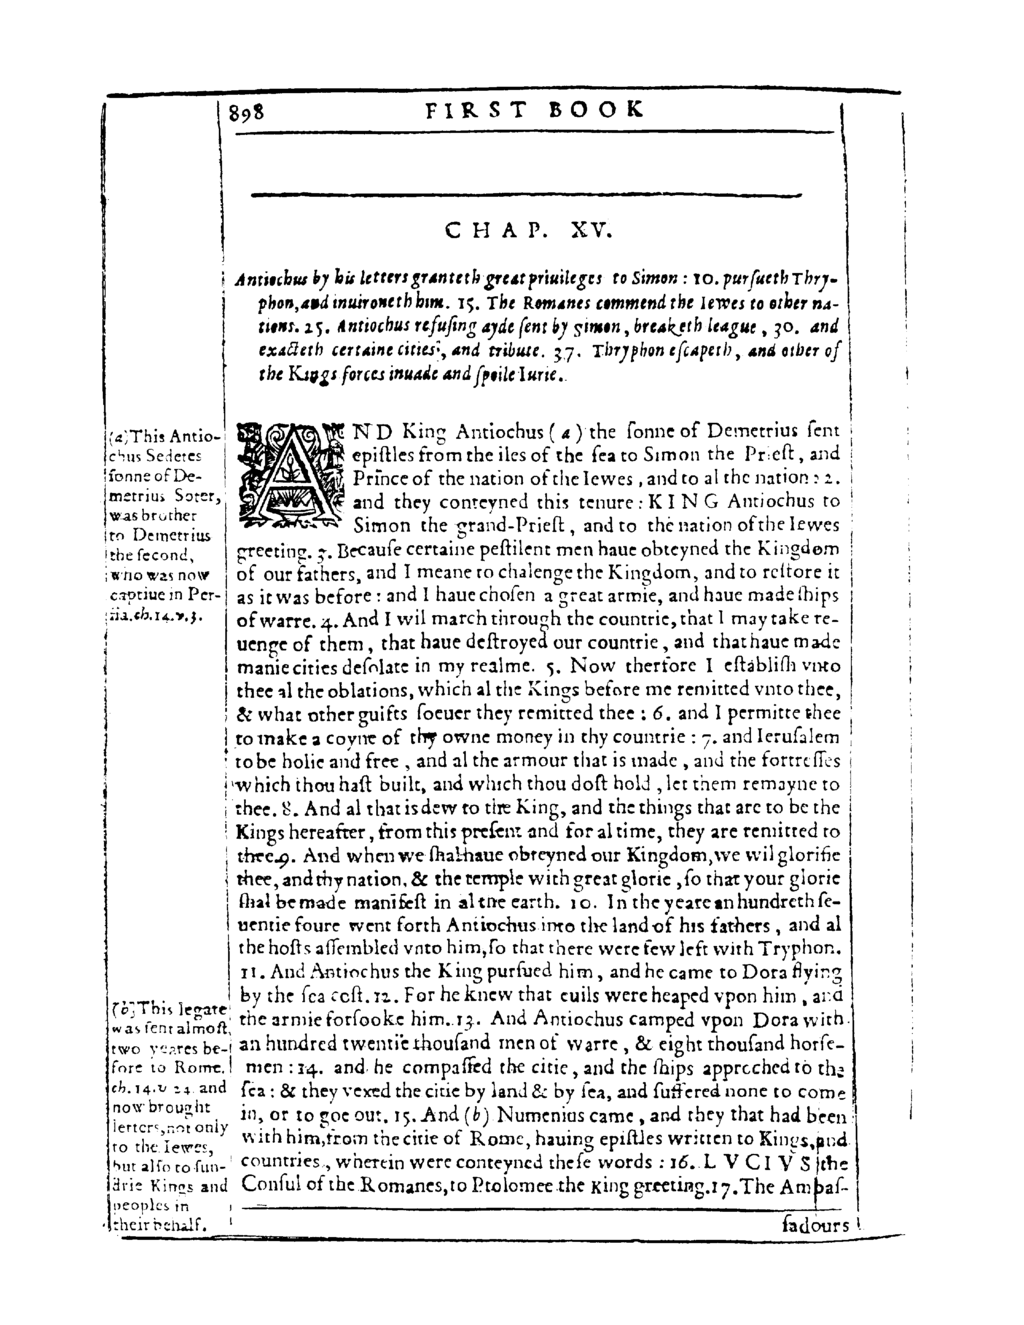 898 FIRST BOOK
CHAP. XV.
Antiochus by his letters granteth great priuileges to Simon : 10. purſueth Thry-
phon, and inuironeth him. 15. The Romanes commend the Iewes to other na-
tions. 25. Antiochus refuſing ayde ſent by Simon, breaketh league, 30. and
exacteth certaine cities, and tribute. 37. Thryphon eſcapeth, and other of
the Kings forces inuade and ſpoile Iurie.
(a) This Antio-
chus Sedetes
ſonne of De-
metrius Soter,
was brother
to Demetrius
the ſecond,
who was now
captiue in Per-
ſia. ch. 14. v. 3.
AND King Antiochus (a) the ſonne of Demetrius ſent
epiſtles from the iles of the ſea to Simon the Prieſt, and
Prince of the nation of the Iewes, and to al the nation : 2.
and they conteyned this tenure : KING Antiochus to
Simon the grand-Prieſt, and to the nation of the Iewes
greeting. 3. Becauſe certaine peſtilent men haue obteyned the Kingdom
of our fathers, and I meane to chalenge the Kingdom, and to reſtore it
as it was before : and I haue choſen a great armie, and haue made ſhips
of warre. 4. And I wil march through the countrie, that I may take re-
uenge of them, that haue deſtroyed our countrie, and that haue made
manie cities deſolate in my realme. 5. Now therfore I eſtabliſh vnto
thee al the oblations, which al the Kings before me remitted vnto thee,
& what other guifts ſoeuer they remitted thee : 6. and I permitte thee
to make a coyne of thy owne money in thy countrie : 7. and Ieruſalem
to be holie and free, and al the armour that is made, and the fortreſſes
which thou haſt built, and which thou doſt hold, let them remayne to
thee. 8. And al that is dew to the King, and the things that are to be the
Kings hereafter, from this preſent and for al time, they are remitted to
thee. 9. And when we ſhal haue obteyned our Kingdom, we wil glorifie
thee, and thy nation, & the temple with great glorie, ſo that your glorie
ſhal be made manifeſt in al the earth. 10. In the yeare an hundreth ſe-
uentie foure went forth Antiochus into the land of his fathers, and al
the hoſts aſſembled vnto him, ſo that there were few left with Tryphon.
11. And Antiochus the King purſued him, and he came to Dora flying
by the ſea coſt. 12. For he knew that euils were heaped vpon him, and
the armie forſooke him. 13. And Antiochus camped vpon Dora with
an hundred twentie thouſand men of warre, & eight thouſand horſe-
men : 14. and he compaſſed the citie, and the ſhips approched to the
ſea : & they vexed the citie by land & by ſea, and ſuffered none to come
in, or to goe out. 15. And (b) Numenius came, and they that had been
with him, from the citie of Rome, hauing epiſtles written to Kings, and
countries, wherein were conteyned theſe words : 16. LVCIVS the
Conſul of the Romanes, to Ptolomee the King greeting. 17. The Ambaſ-
(b) This legate
was ſent almoſt
two yeares be-
fore to Rome.
ch. 14. v 24. and
now brought
letters, not only
to the Iewes,
but alſo to ſun-
drie Kings and
peoples in
their behalf.
ſadours